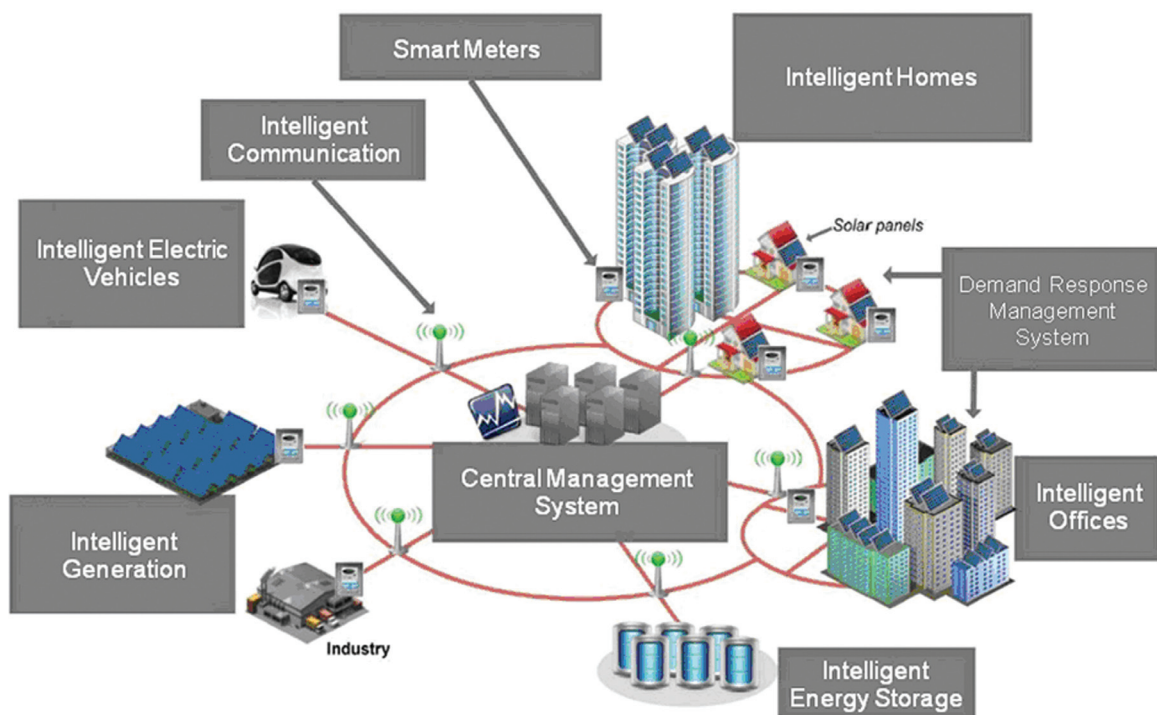 Smart Meters
Intelligent Homes
Intelligent
Communication
Intelligent Electric
Vehicles
Solar panels
Demand Response
Management
System
Central Management
System
Intelligent
Offices
Intelligent
Generation
Industry
Intelligent
Energy Storage